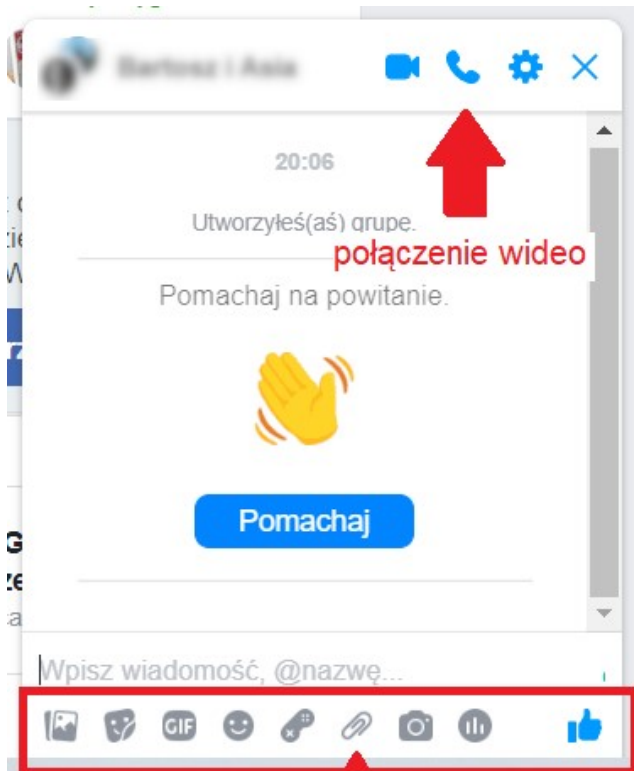 20:06
Utworzyłeś(aś) grupę.
połączenie wideo
Pomachaj na powitanie.
Pomachaj
Wpisz wiadomość, @nazwę...
GIF